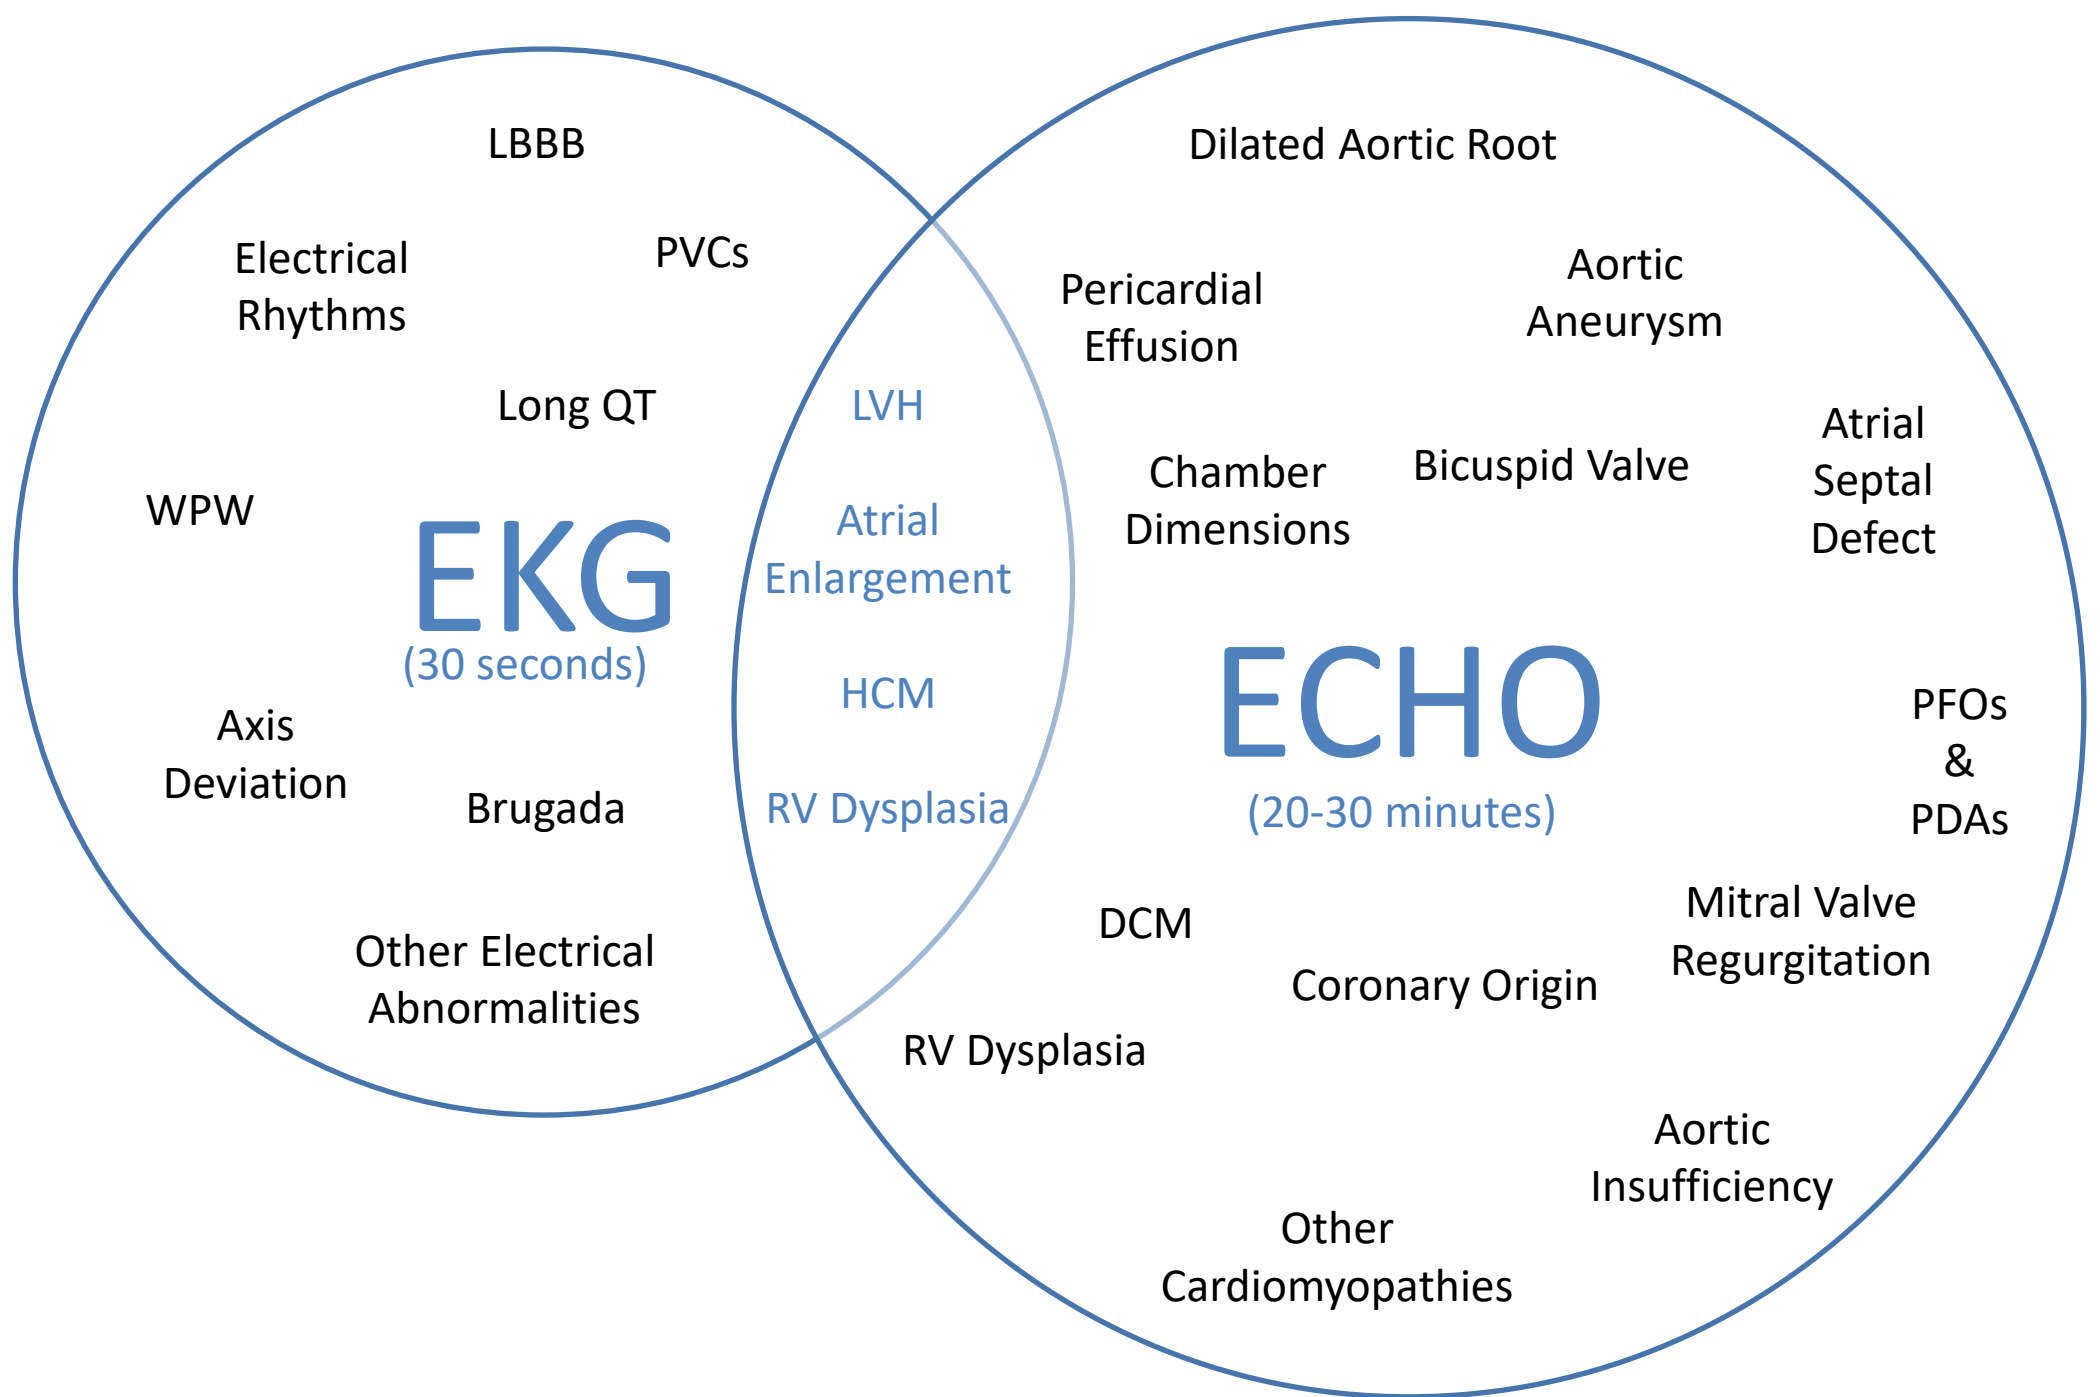 LBBB
Electrical
Rhythms
PVCs
Long QT
WPW
EKG
(30 seconds)
Axis
Deviation
Brugada
Other Electrical
Abnormalities
LVH
Atrial
Enlargement
HCM
RV Dysplasia
Dilated Aortic Root
Pericardial
Effusion
Aortic
Aneurysm
Chamber
Dimensions
Bicuspid Valve
Atrial
Septal
Defect
ECHO
(20-30 minutes)
PFOs
&
PDAs
DCM
Coronary Origin
Mitral Valve
Regurgitation
RV Dysplasia
Aortic
Insufficiency
Other
Cardiomyopathies